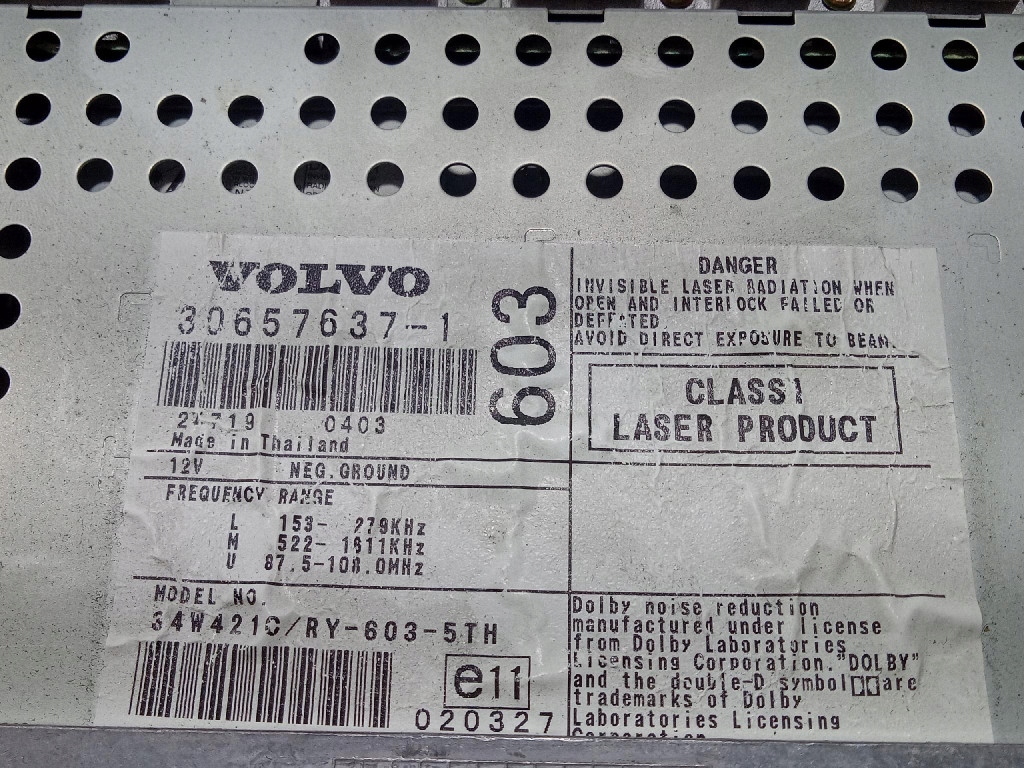 VOLVO
30657637-1
603
0403
Made in Thailand
12V NEG.GROUND
FREQUENCY RANGE
L 153- 279KHz
M 522- 1611KHz
U 87.5-108.0MHz
MODEL NO.
34W421C/RY-603-5TH
e11
020327
DANGER
INVISIBLE LASER RADIATION WHEN
OPEN AND INTERLOCK FAILED OR
DEFEATED
AVOID DIRECT EXPOSURE TO BEAM.
CLASS1
LASER PRODUCT
Dolby noise reduction
manufactured under license
from Dolby Laboratories
Licensing Corporation."DOLBY"
and the double-D symbol are
trademarks of Dolby
Laboratories Licensing
Corporation.